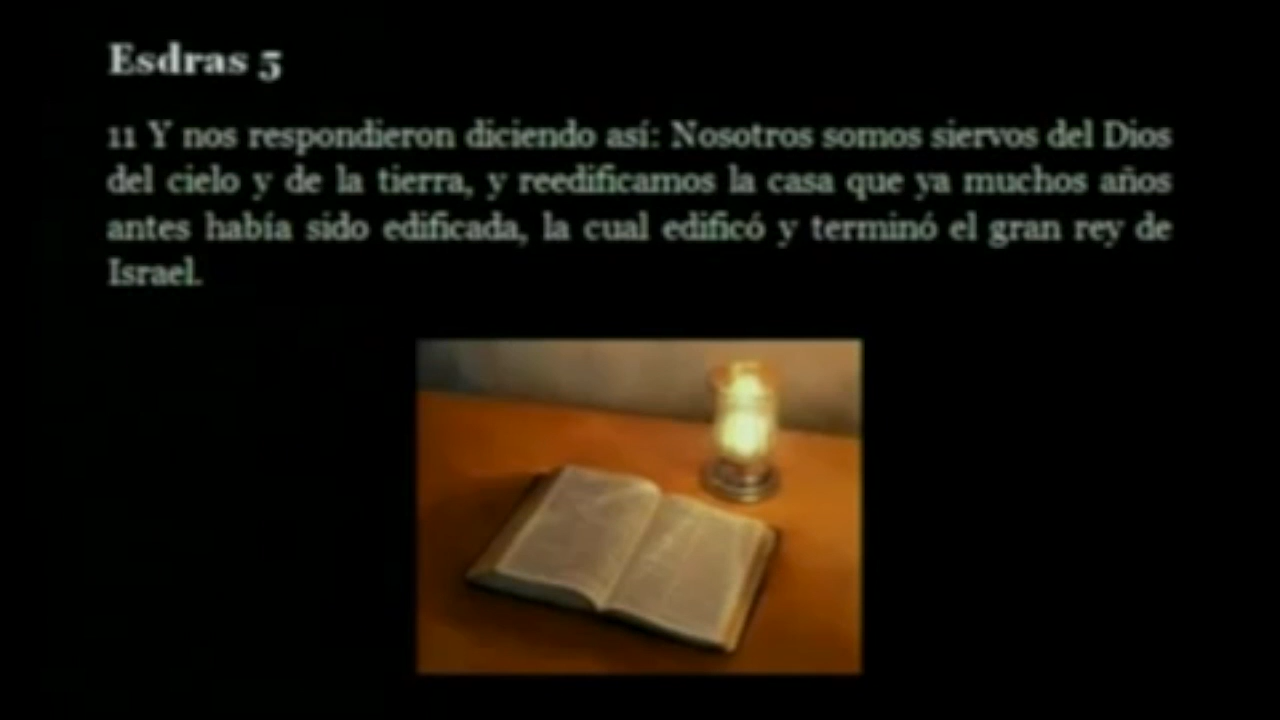 Esdras 5
11 Y nos respondieron diciendo así: Nosotros somos siervos del Dios
del cielo y de la tierra, y reedificamos la casa que ya muchos años
antes había sido edificada, la cual edificó y terminó el gran rey de
Israel.